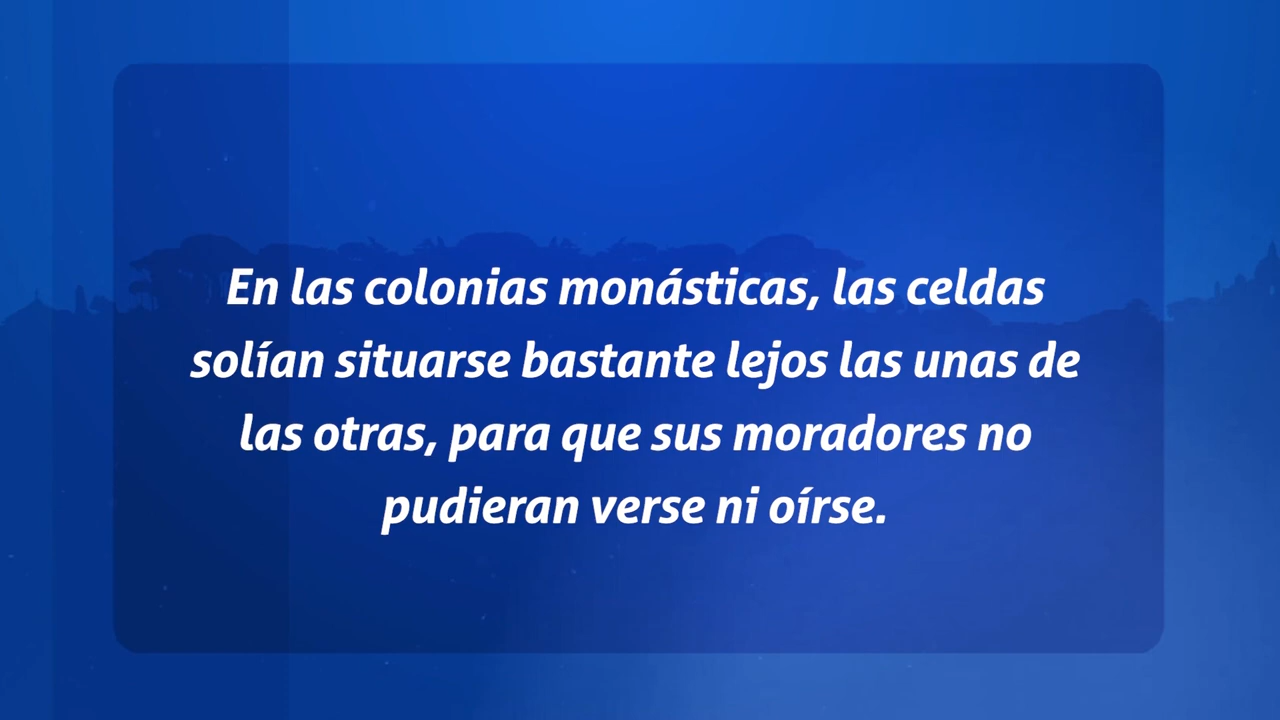 En las colonias monásticas, las celdas
solían situarse bastante lejos las unas de
las otras, para que sus moradores no
pudieran verse ni oírse.